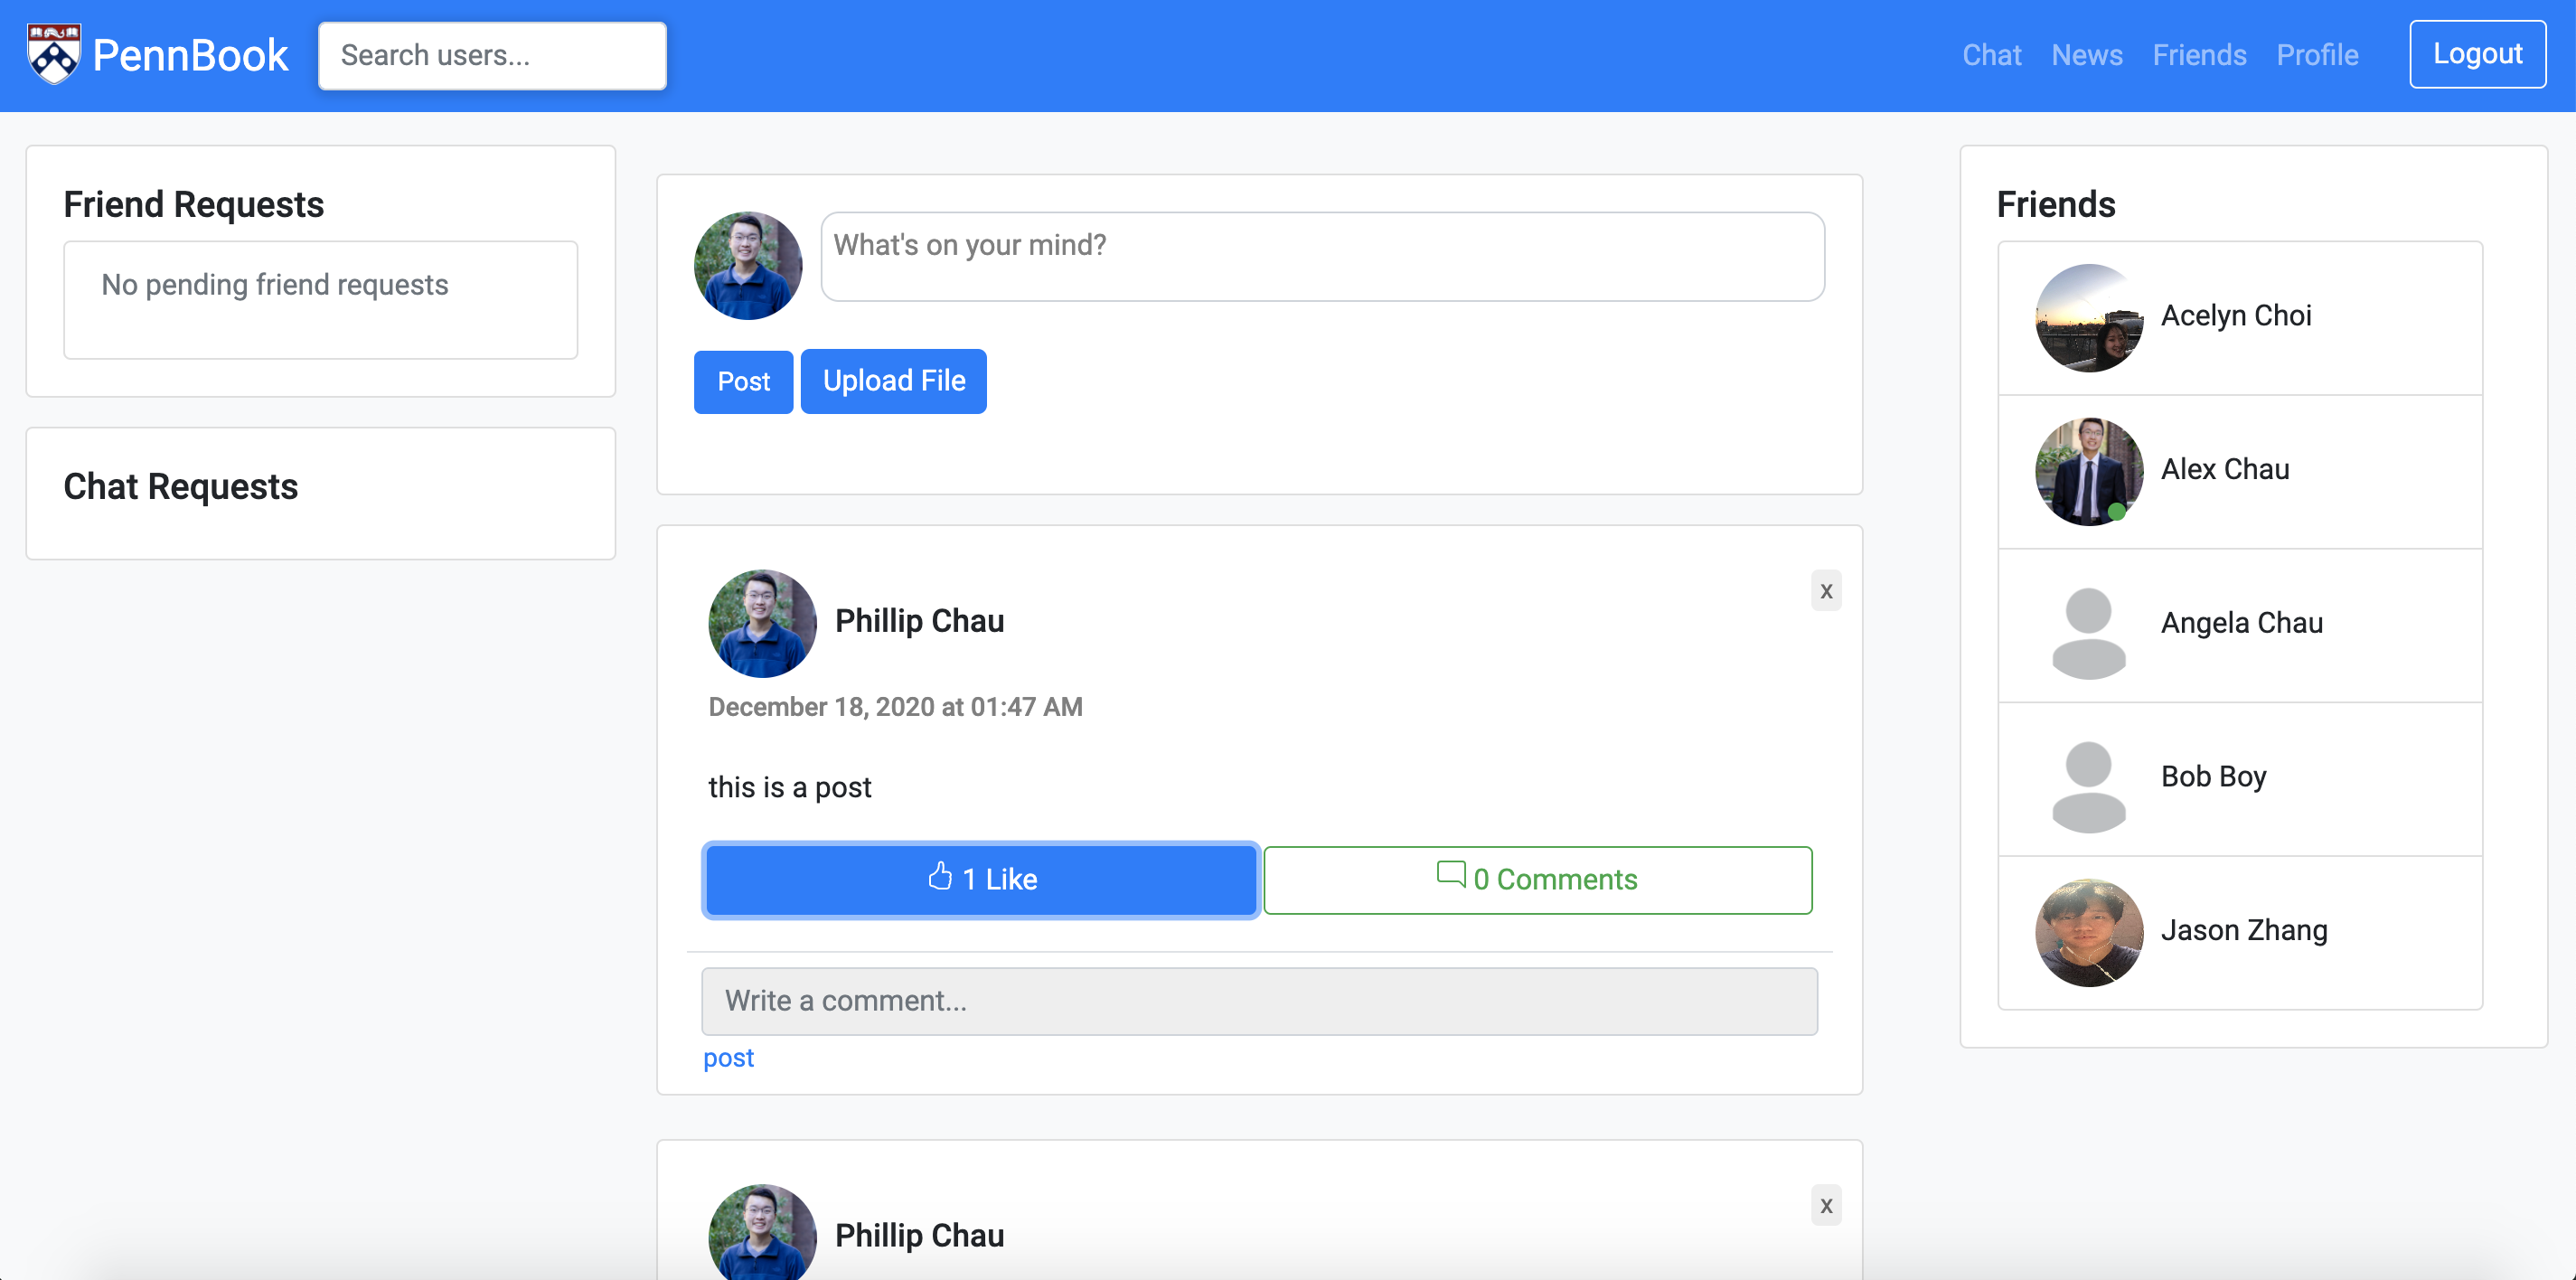 PennBook
Search users...
Chat
News
Friends
Profile
Logout
Friend Requests
No pending friend requests
Chat Requests
What's on your mind?
Post
Upload File
Phillip Chau
x
December 18, 2020 at 01:47 AM
this is a post
1 Like
0 Comments
Write a comment...
post
Phillip Chau
x
Friends
Acelyn Choi
Alex Chau
Angela Chau
Bob Boy
Jason Zhang